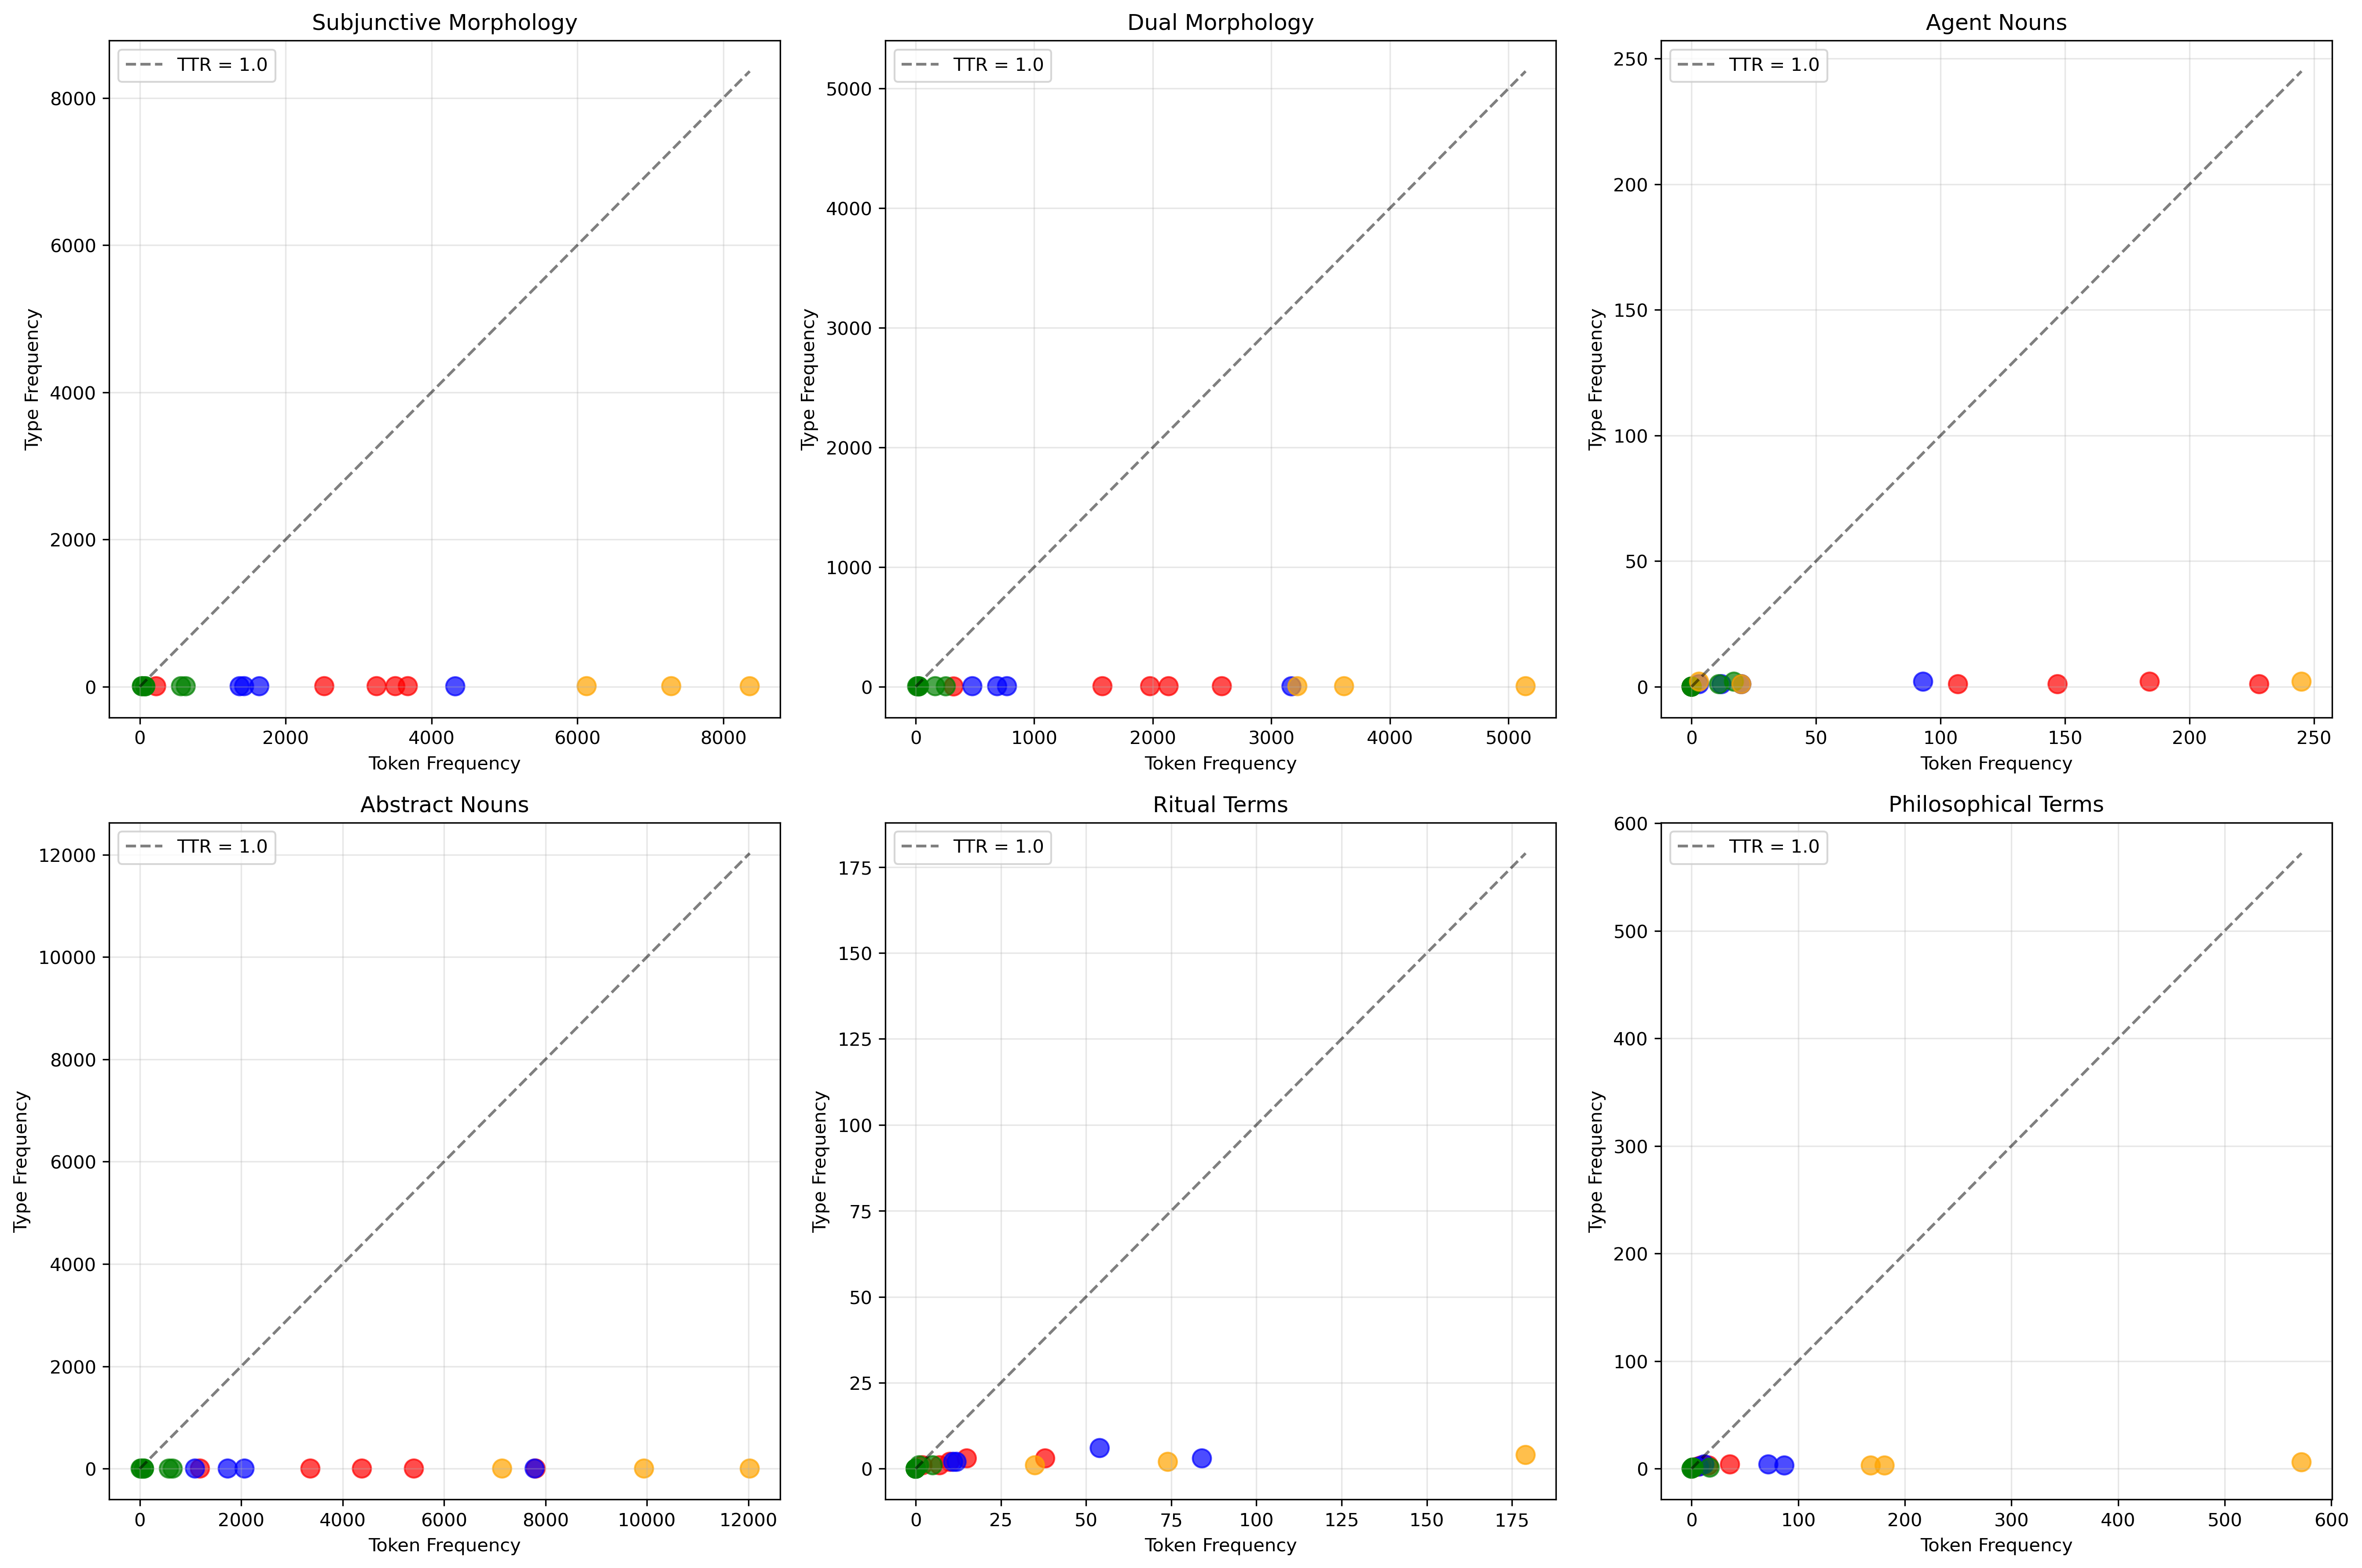 Subjunctive Morphology
TTR = 1.0
8000
6000
4000
2000
0
Type Frequency
0 2000 4000 6000 8000
Token Frequency
Dual Morphology
TTR = 1.0
5000
4000
3000
2000
1000
0
Type Frequency
0 1000 2000 3000 4000 5000
Token Frequency
Agent Nouns
TTR = 1.0
250
200
150
100
50
0
Type Frequency
0 50 100 150 200 250
Token Frequency
Abstract Nouns
TTR = 1.0
12000
10000
8000
6000
4000
2000
0
Type Frequency
0 2000 4000 6000 8000 10000 12000
Token Frequency
Ritual Terms
TTR = 1.0
175
150
125
100
75
50
25
0
Type Frequency
0 25 50 75 100 125 150 175
Token Frequency
Philosophical Terms
TTR = 1.0
600
500
400
300
200
100
0
Type Frequency
0 100 200 300 400 500 600
Token Frequency